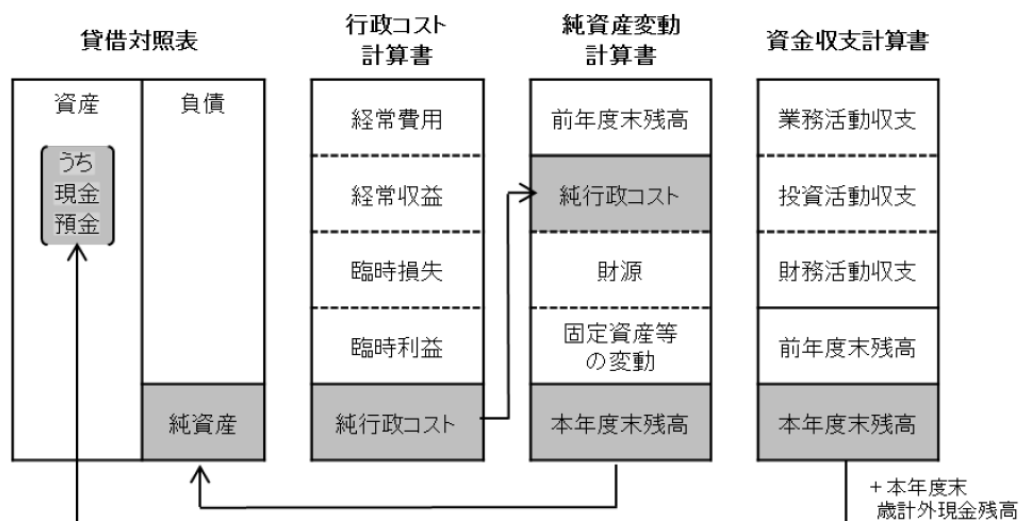 貸借対照表
資産
うち
現金
預金
負債
純資産
行政コスト
計算書
経常費用
経常収益
臨時損失
臨時利益
純行政コスト
純資産変動
計算書
前年度末残高
純行政コスト
財源
固定資産等
の変動
本年度末残高
資金収支計算書
業務活動収支
投資活動収支
財務活動収支
前年度末残高
本年度末残高
+本年度末
歳計外現金残高